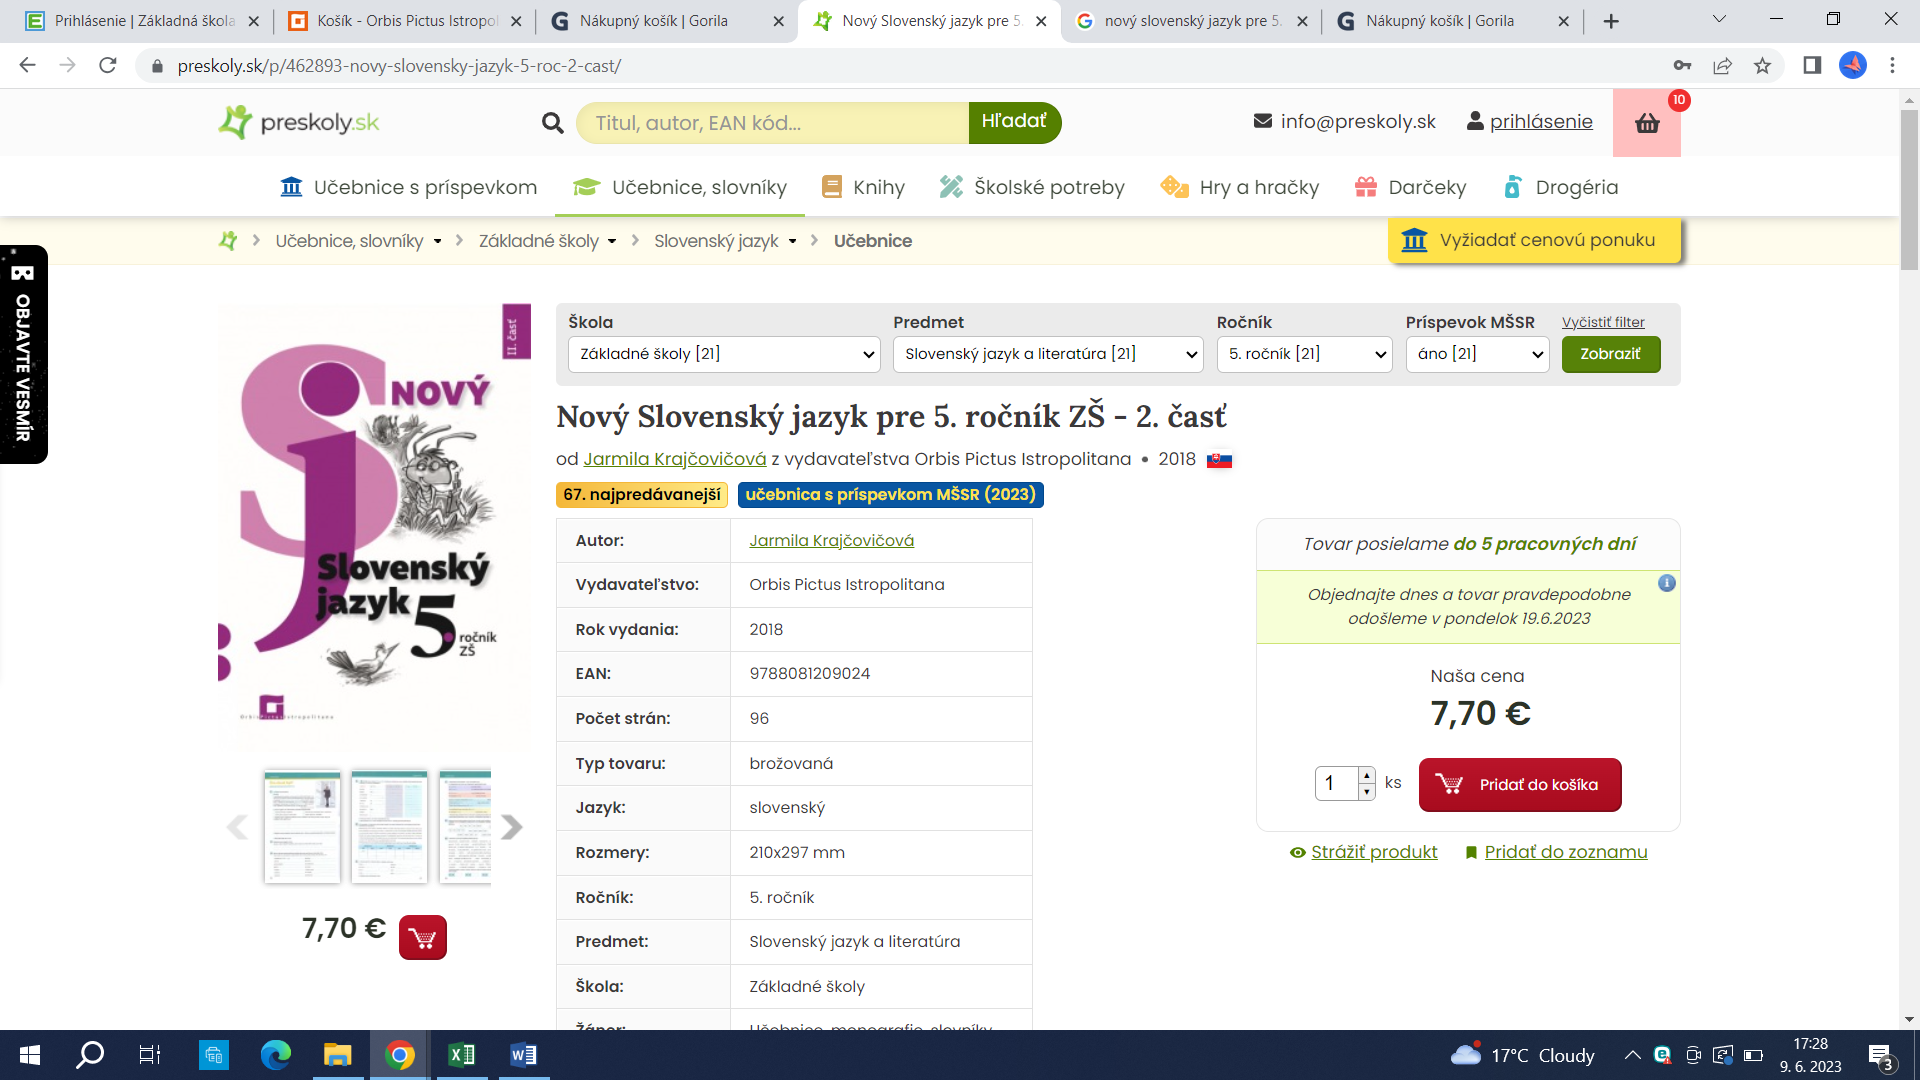 Prihlásenie | Základná škola
Košík - Orbis Pictus Istropol
Nákupný košík | Gorila
Nový Slovenský jazyk pre 5.
nový slovenský jazyk pre 5.
Nákupný košík | Gorila
preskoly.sk/p/462893-novy-slovensky-jazyk-5-roc-2-cast/
preskoly.sk
Titul, autor, EAN kód...
Hľadať
info@preskoly.sk
prihlásenie
10
Učebnice s príspevkom
Učebnice, slovníky
Knihy
Školské potreby
Hry a hračky
Darčeky
Drogéria
Učebnice, slovníky
Základné školy
Slovenský jazyk
Učebnice
Vyžiadať cenovú ponuku
OBJAVTE VESMÍR
II. časť
NOVÝ
Slovenský
jazyk 5.
ročník
ZŠ
Škola
Predmet
Ročník
Príspevok MŠSR
Vyčistiť filter
Základné školy [21]
Slovenský jazyk a literatúra [21]
5. ročník [21]
áno [21]
Zobraziť
Nový Slovenský jazyk pre 5. ročník ZŠ - 2. časť
od Jarmila Krajčovičová z vydavateľstva Orbis Pictus Istropolitana • 2018
67. najpredávanejší
učebnica s príspevkom MŠSR (2023)
Autor: Jarmila Krajčovičová
Vydavateľstvo: Orbis Pictus Istropolitana
Rok vydania: 2018
EAN: 9788081209024
Počet strán: 96
Typ tovaru: brožovaná
Jazyk: slovenský
Rozmery: 210x297 mm
Ročník: 5. ročník
Predmet: Slovenský jazyk a literatúra
Škola: Základné školy
Žáner: Učebnice, monografie, slovníky
Tovar posielame do 5 pracovných dní
Objednajte dnes a tovar pravdepodobne
odošleme v pondelok 19.6.2023
Naša cena
7,70 €
1 ks
Pridať do košíka
Strážiť produkt
Pridať do zoznamu
7,70 €
17°C Cloudy
17:28
9. 6. 2023
3